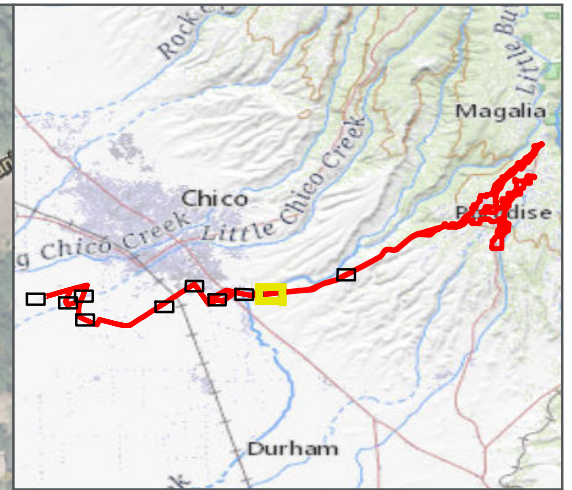 Rock C
Little Bu
Magalia
Little Chico Creek
Chico
Paradise
g Chico Creek
Durham
k